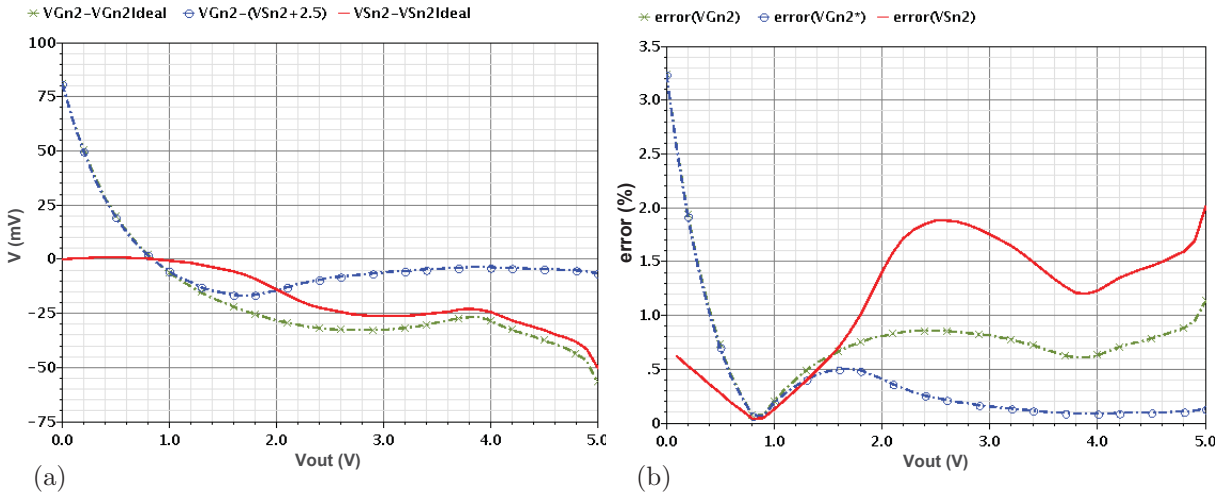 VGn2−VGn2Ideal VGn2−(VSn2+2.5) VSn2−VSn2Ideal
100
75
50
25
0
−25
−50
−75
V (mV)
0.0 1.0 2.0 3.0 4.0 5.0
Vout (V)
(a)
error(VGn2) error(VGn2*) error(VSn2)
3.5
3.0
2.5
2.0
1.5
1.0
.5
0
error (%)
0.0 1.0 2.0 3.0 4.0 5.0
Vout (V)
(b)